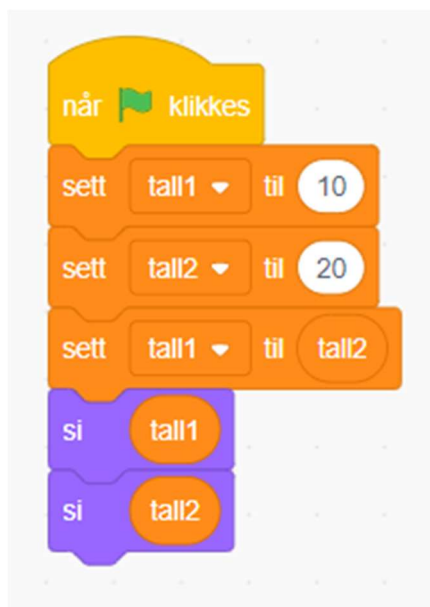 når klikkes
sett tall1 til 10
sett tall2 til 20
sett tall1 til tall2
si tall1
si tall2